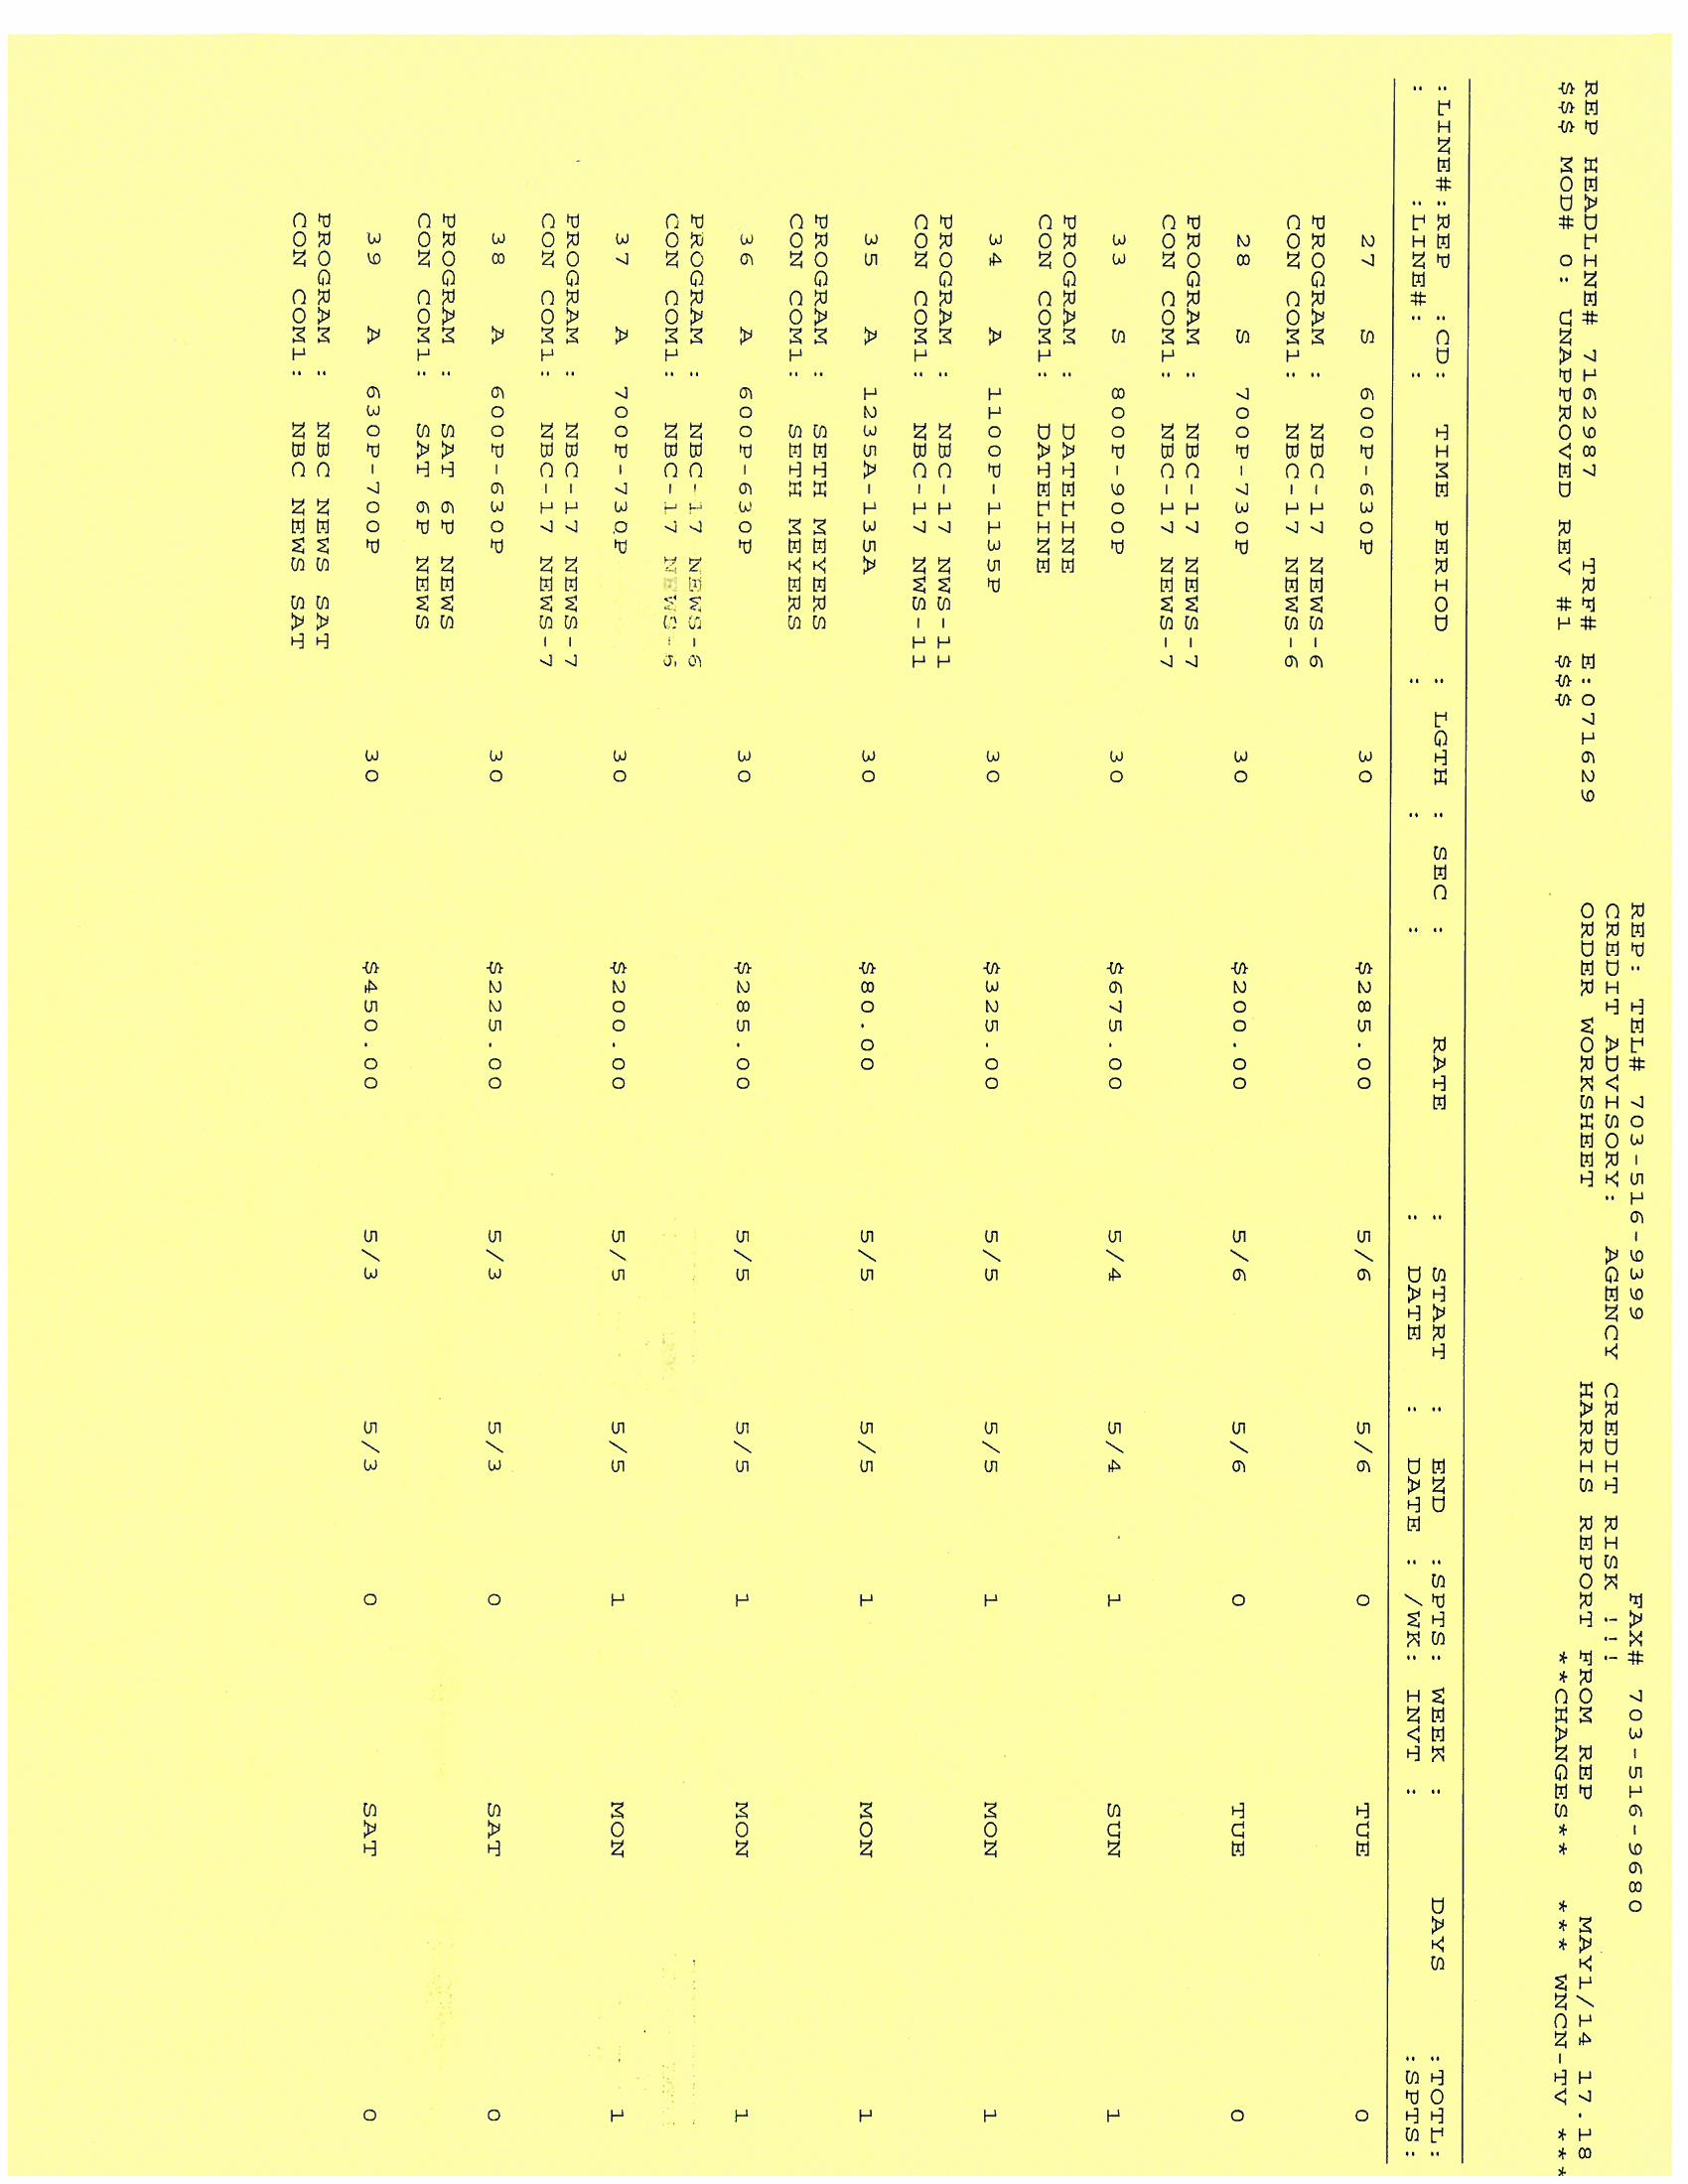 REP: TEL# 703-516-9399 FAX# 703-516-9680
CREDIT ADVISORY: AGENCY CREDIT RISK !!!
REP HEADLINE# 7162987 TRF# E:071629 ORDER WORKSHEET HARRIS REPORT FROM REP MAY1/14 17.18
$$$ MOD# 0: UNAPPROVED REV #1 $$$ **CHANGES** *** WNCN-TV ***
:LINE#:REP :CD: TIME PERIOD : LGTH : SEC : RATE : START : END :SPTS: WEEK : DAYS :TOTL:
: :LINE#: : : : : DATE : DATE : /WK: INVT : :SPTS:
27 S 600P-630P 30 $285.00 5/6 5/6 0 TUE 0
PROGRAM : NBC-17 NEWS-6
CON COM1: NBC-17 NEWS-6
28 S 700P-730P 30 $200.00 5/6 5/6 0 TUE 0
PROGRAM : NBC-17 NEWS-7
CON COM1: NBC-17 NEWS-7
33 S 800P-900P 30 $675.00 5/4 5/4 1 SUN 1
PROGRAM : DATELINE
CON COM1: DATELINE
34 A 1100P-1135P 30 $325.00 5/5 5/5 1 MON 1
PROGRAM : NBC-17 NWS-11
CON COM1: NBC-17 NWS-11
35 A 1235A-135A 30 $80.00 5/5 5/5 1 MON 1
PROGRAM : SETH MEYERS
CON COM1: SETH MEYERS
36 A 600P-630P 30 $285.00 5/5 5/5 1 MON 1
PROGRAM : NBC-17 NEWS-6
CON COM1: NBC-17 NEWS-6
37 A 700P-730P 30 $200.00 5/5 5/5 1 MON 1
PROGRAM : NBC-17 NEWS-7
CON COM1: NBC-17 NEWS-7
38 A 600P-630P 30 $225.00 5/3 5/3 0 SAT 0
PROGRAM : SAT 6P NEWS
CON COM1: SAT 6P NEWS
39 A 630P-700P 30 $450.00 5/3 5/3 0 SAT 0
PROGRAM : NBC NEWS SAT
CON COM1: NBC NEWS SAT